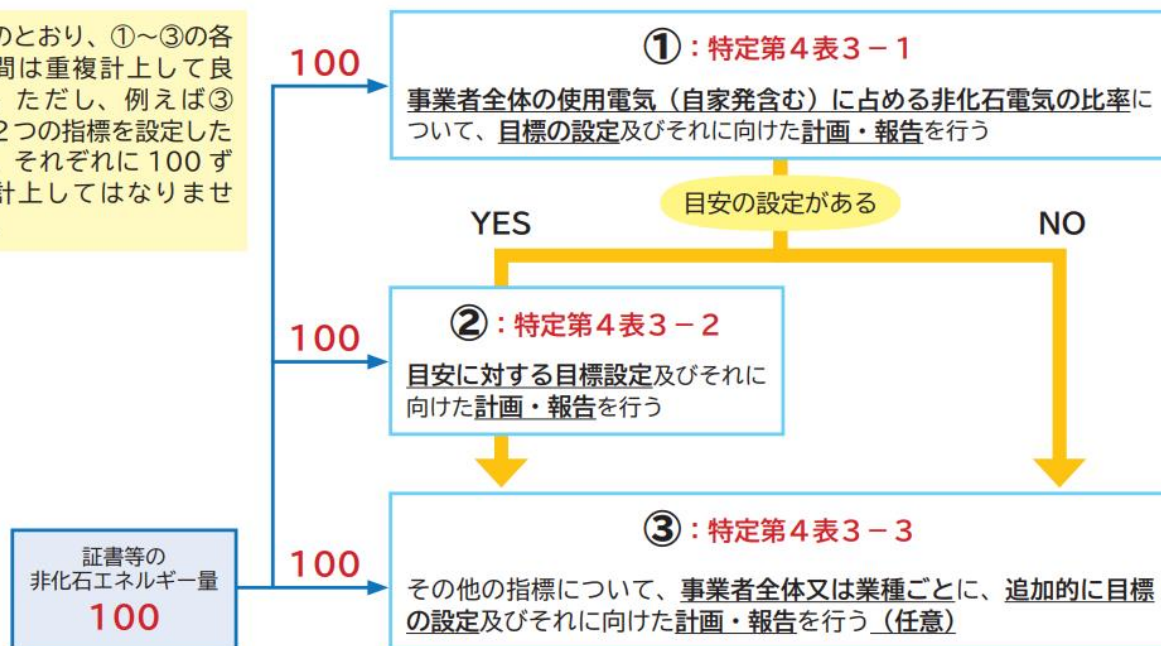 のとおり、①～③の各
間は重複計上して良
ただし、例えば③
２つの指標を設定した
それぞれに 100 ず
計上してはなりませ
100
①：特定第４表３－１
事業者全体の使用電気（自家発含む）に占める非化石電気の比率に
ついて、目標の設定及びそれに向けた計画・報告を行う
目安の設定がある
YES
NO
100
②：特定第４表３－２
目安に対する目標設定及びそれに
向けた計画・報告を行う
証書等の
非化石エネルギー量
100
100
③：特定第４表３－３
その他の指標について、事業者全体又は業種ごとに、追加的に目標
の設定及びそれに向けた計画・報告を行う（任意）